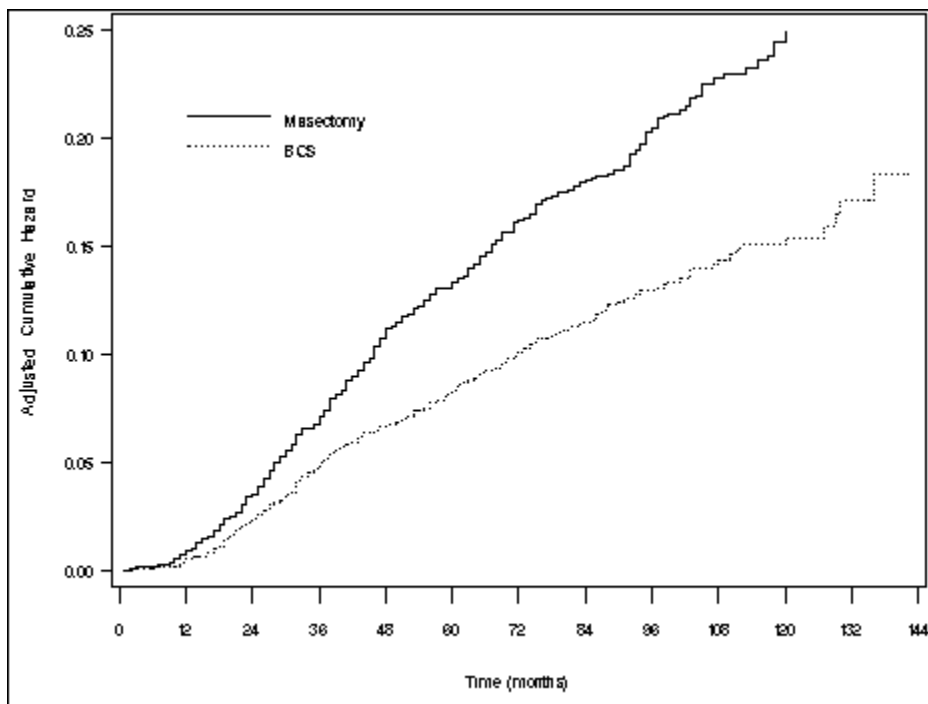 0.25
0.20
0.15
0.10
0.05
0.00
Adjusted Cumulative Hazard
Masectomy
BCS
0 12 24 36 48 60 72 84 96 108 120 132 144
Time (months)